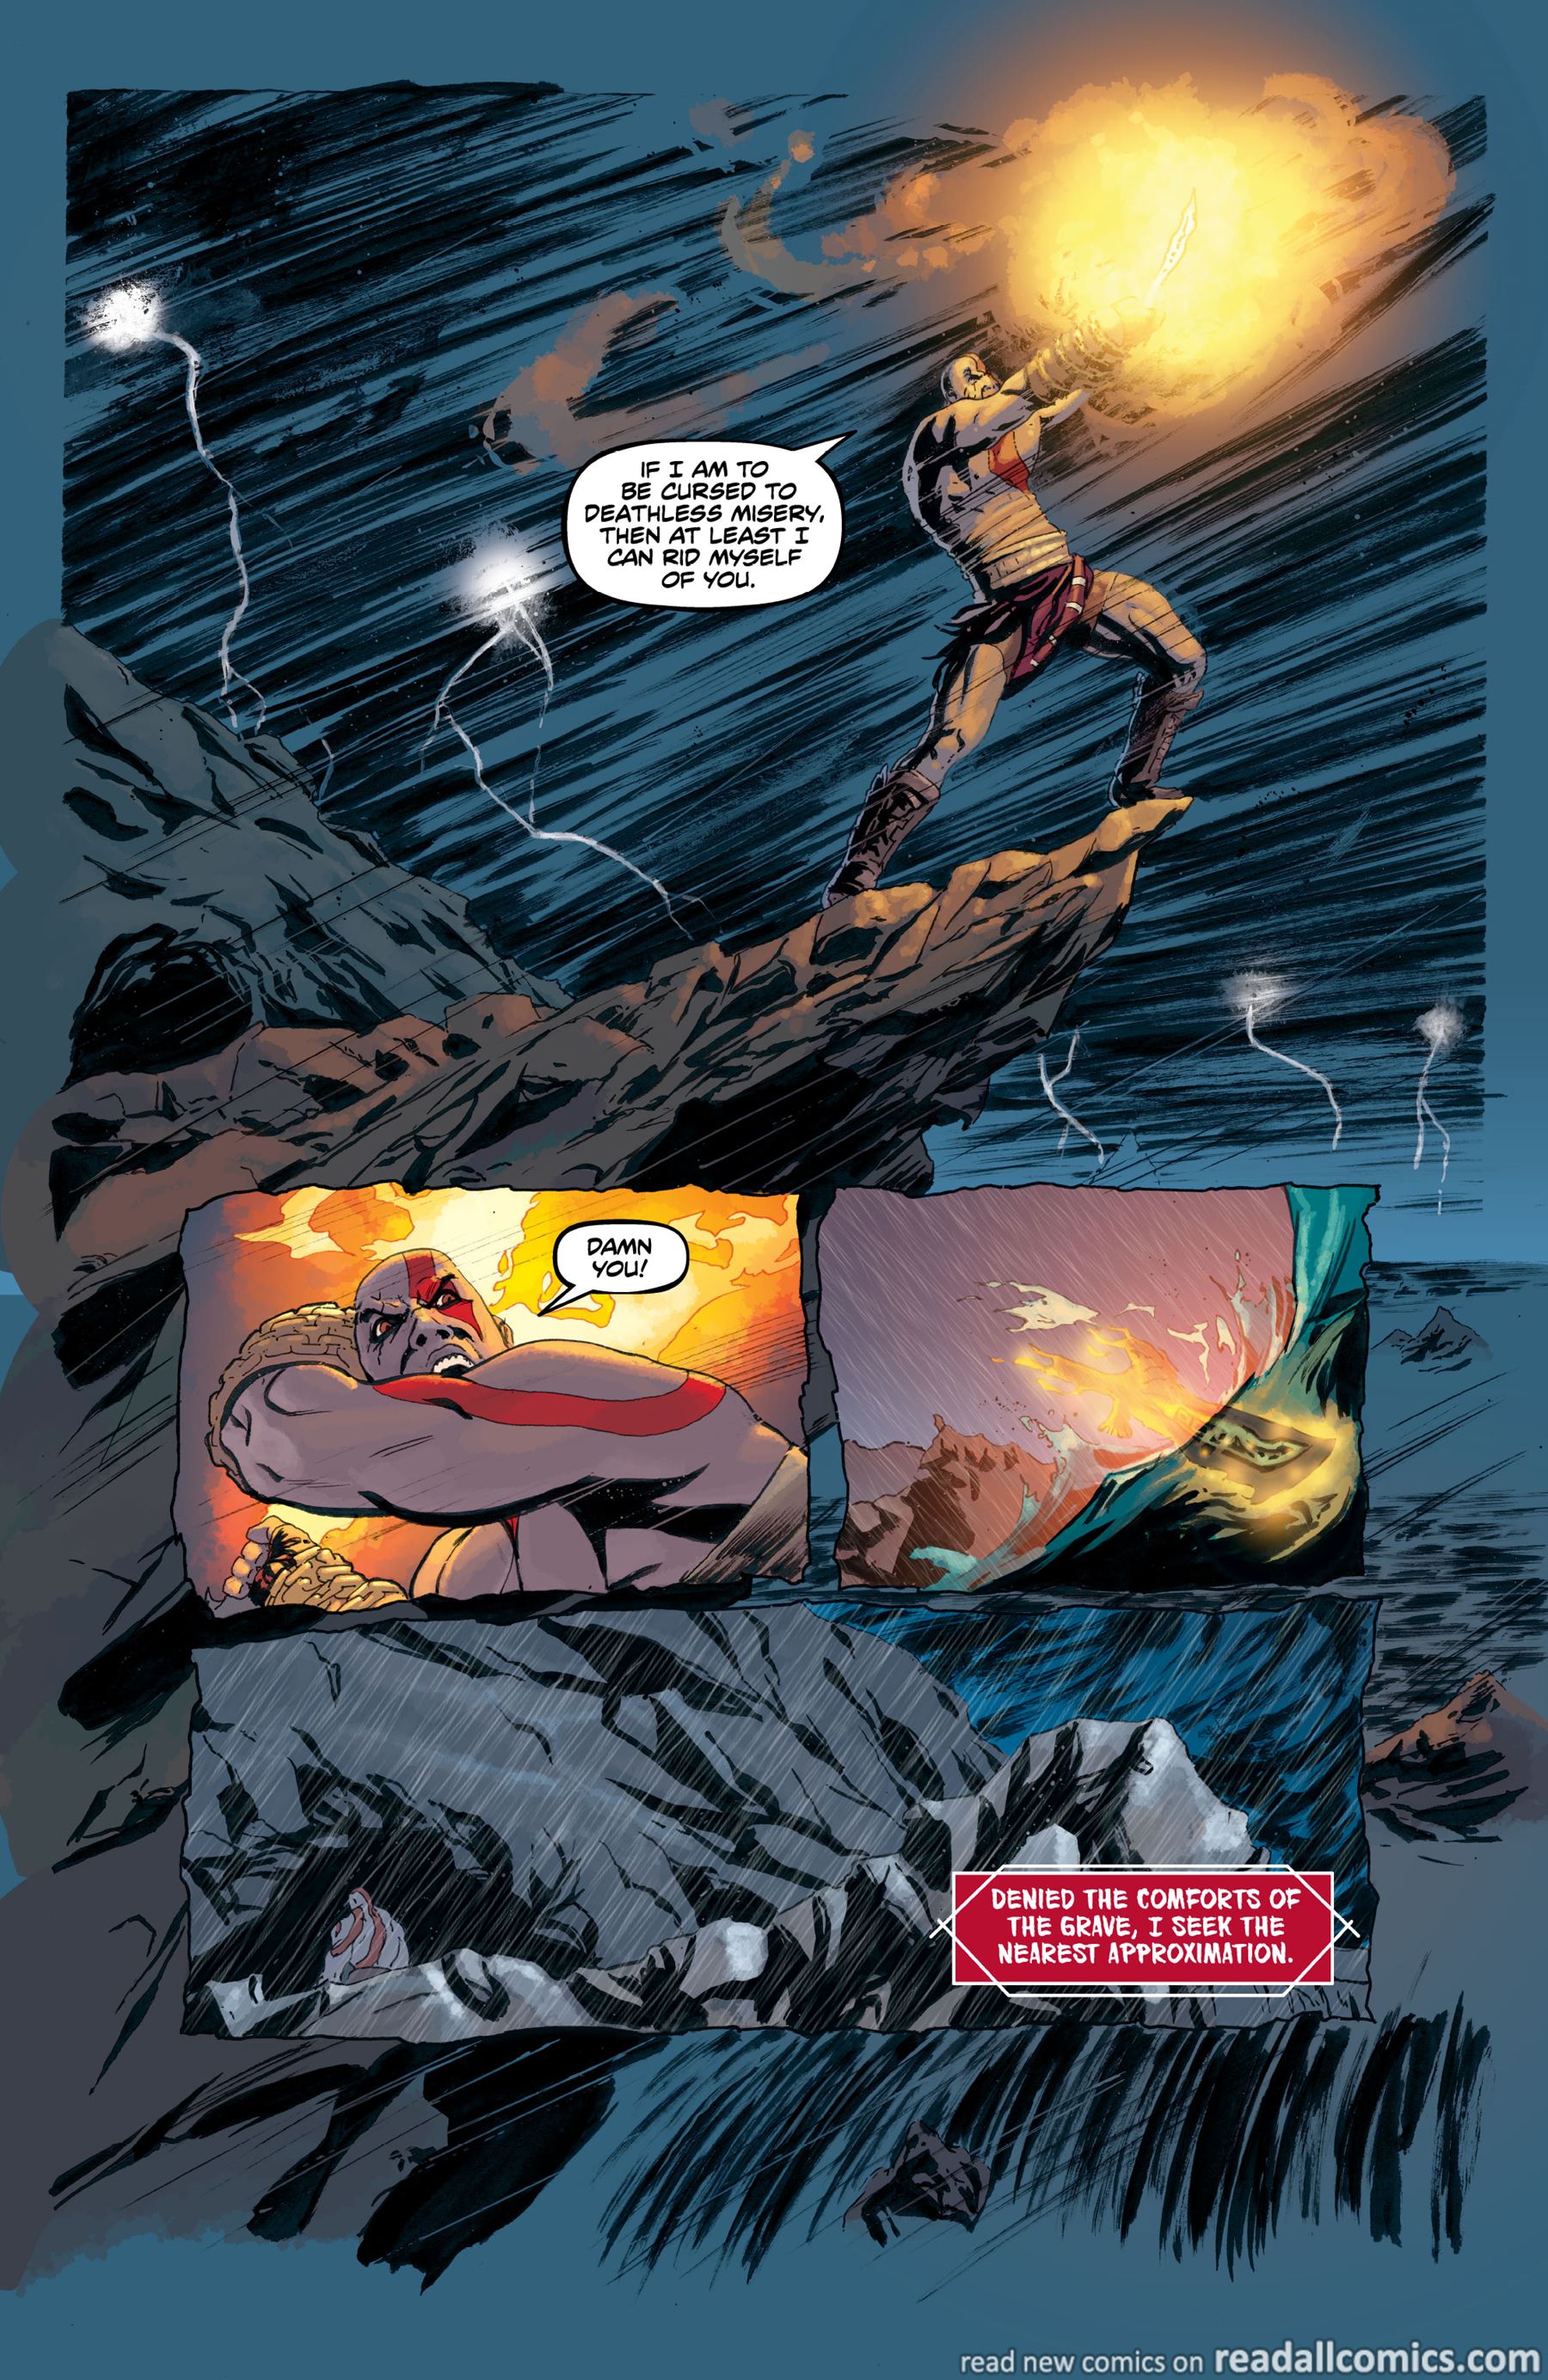 IF I AM TO
BE CURSED TO
DEATHLESS MISERY,
THEN AT LEAST I
CAN RID MYSELF
OF YOU.
DAMN
YOU!
DENIED THE COMFORTS OF
THE GRAVE, I SEEK THE
NEAREST APPROXIMATION.
read new comics on readallcomics.com